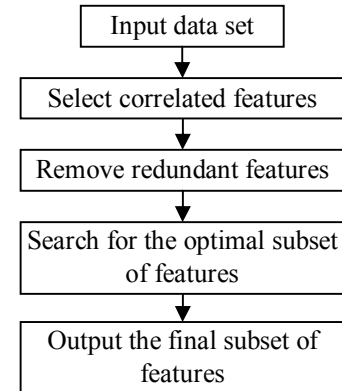 Input data set
Select correlated features
Remove redundant features
Search for the optimal subset
of features
Output the final subset of
features